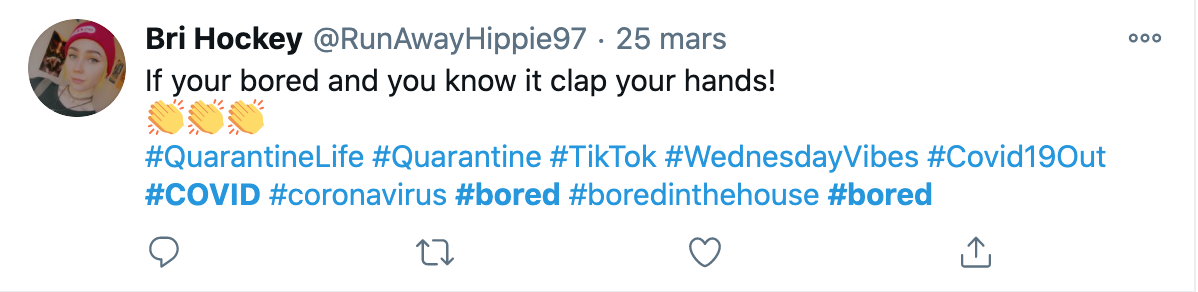 Bri Hockey @RunAwayHippie97 · 25 mars
If your bored and you know it clap your hands!
👏👏👏
#QuarantineLife #Quarantine #TikTok #WednesdayVibes #Covid19Out
#COVID #coronavirus #bored #boredinthehouse #bored